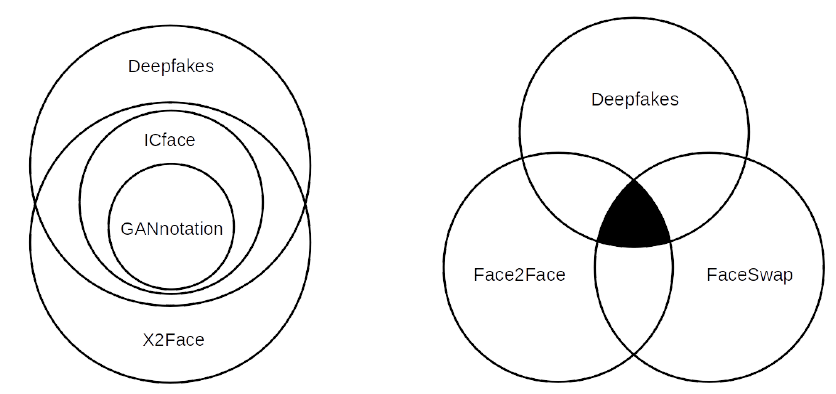 Deepfakes
ICface
GANnotation
X2Face
Deepfakes
Face2Face
FaceSwap